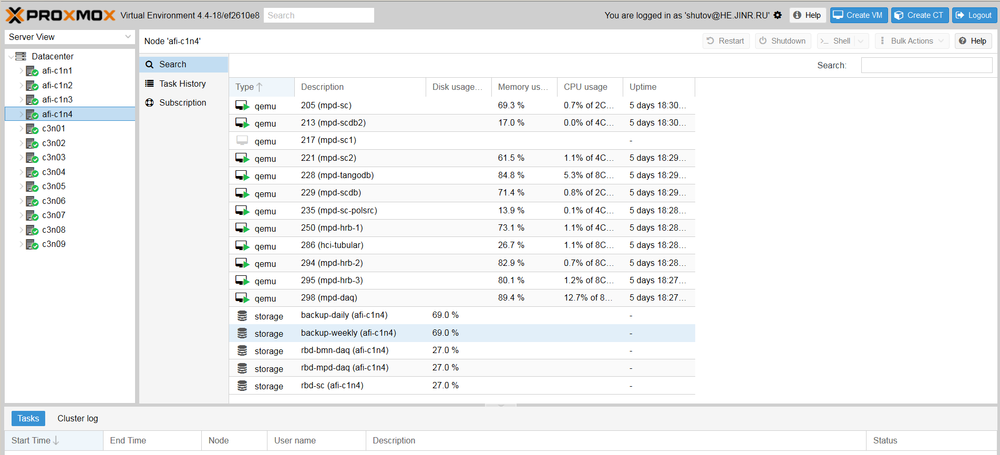 PROXMOX Virtual Environment 4.4-18/ef2610e8 Search You are logged in as 'shutov@HE.JINR.RU' Help Create VM Create CT Logout
Server View
Node 'afi-c1n4' Restart Shutdown >_ Shell Bulk Actions Help
Datacenter
afi-c1n1
afi-c1n2
afi-c1n3
afi-c1n4
c3n01
c3n02
c3n03
c3n04
c3n05
c3n06
c3n07
c3n08
c3n09
Search
Task History
Subscription
Search:
Type Description Disk usage... Memory us... CPU usage Uptime
qemu 205 (mpd-sc) 69.3 % 0.7% of 2C... 5 days 18:30...
qemu 213 (mpd-scdb2) 17.0 % 0.0% of 4C... 5 days 18:30...
qemu 217 (mpd-sc1) -
qemu 221 (mpd-sc2) 61.5 % 1.1% of 4C... 5 days 18:29...
qemu 228 (mpd-tangodb) 84.8 % 5.3% of 8C... 5 days 18:29...
qemu 229 (mpd-scdb) 71.4 % 0.8% of 2C... 5 days 18:29...
qemu 235 (mpd-sc-polsrc) 13.9 % 0.1% of 4C... 5 days 18:28...
qemu 250 (mpd-hrb-1) 73.1 % 1.1% of 4C... 5 days 18:28...
qemu 286 (hci-tubular) 26.7 % 1.1% of 8C... 5 days 18:28...
qemu 294 (mpd-hrb-2) 82.9 % 0.7% of 8C... 5 days 18:28...
qemu 295 (mpd-hrb-3) 80.1 % 1.2% of 8C... 5 days 18:27...
qemu 298 (mpd-daq) 89.4 % 12.7% of 8... 5 days 18:27...
storage backup-daily (afi-c1n4) 69.0 % -
storage backup-weekly (afi-c1n4) 69.0 % -
storage rbd-bmn-daq (afi-c1n4) 27.0 % -
storage rbd-mpd-daq (afi-c1n4) 27.0 % -
storage rbd-sc (afi-c1n4) 27.0 % -
Tasks Cluster log
Start Time End Time Node User name Description Status